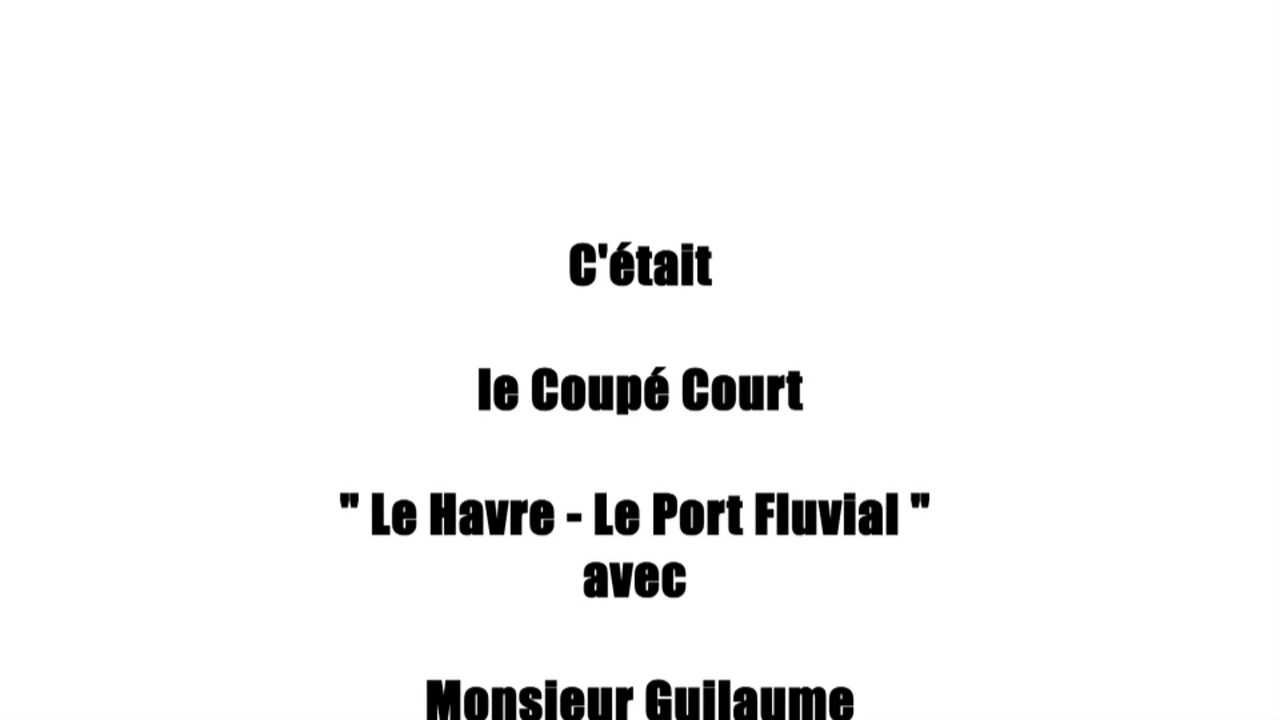 C'était
le Coupé Court
" Le Havre - Le Port Fluvial "
avec
Monsieur Guilaume